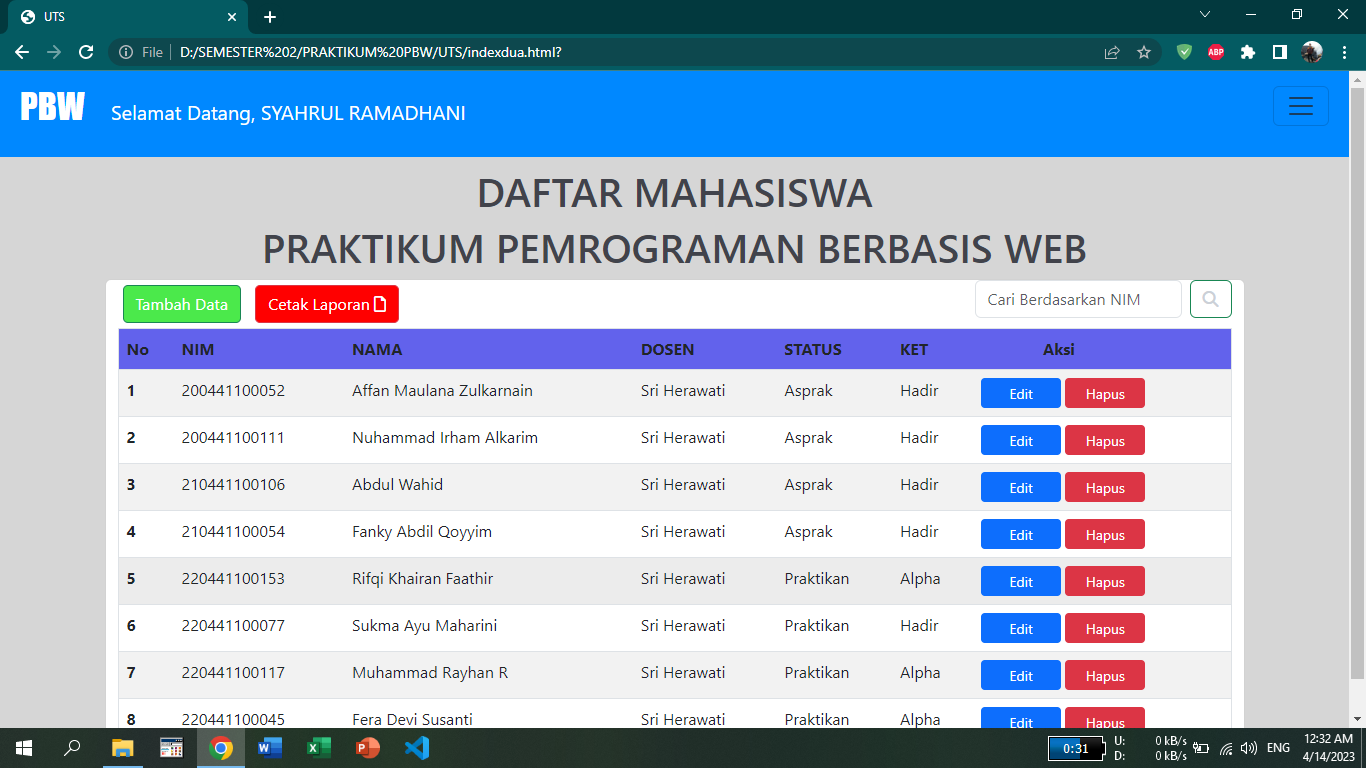 UTS
File D:/SEMESTER%202/PRAKTIKUM%20PBW/UTS/indexdua.html?
ABP
PBW Selamat Datang, SYAHRUL RAMADHANI
DAFTAR MAHASISWA
PRAKTIKUM PEMROGRAMAN BERBASIS WEB
Tambah Data Cetak Laporan Cari Berdasarkan NIM
No NIM NAMA DOSEN STATUS KET Aksi
1 200441100052 Affan Maulana Zulkarnain Sri Herawati Asprak Hadir Edit Hapus
2 200441100111 Nuhammad Irham Alkarim Sri Herawati Asprak Hadir Edit Hapus
3 210441100106 Abdul Wahid Sri Herawati Asprak Hadir Edit Hapus
4 210441100054 Fanky Abdil Qoyyim Sri Herawati Asprak Hadir Edit Hapus
5 220441100153 Rifqi Khairan Faathir Sri Herawati Praktikan Alpha Edit Hapus
6 220441100077 Sukma Ayu Maharini Sri Herawati Praktikan Hadir Edit Hapus
7 220441100117 Muhammad Rayhan R Sri Herawati Praktikan Alpha Edit Hapus
8 220441100045 Fera Devi Susanti Sri Herawati Praktikan Alpha Edit Hapus
0:31 U: 0 kB/s ENG 12:32 AM
D: 0 kB/s 4/14/2023